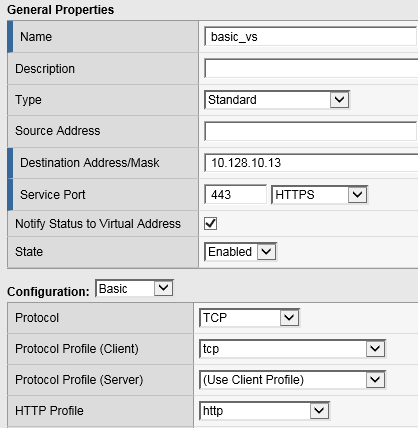 General Properties
Name basic_vs
Description
Type Standard
Source Address
Destination Address/Mask 10.128.10.13
Service Port 443 HTTPS
Notify Status to Virtual Address
State Enabled
Configuration: Basic
Protocol TCP
Protocol Profile (Client) tcp
Protocol Profile (Server) (Use Client Profile)
HTTP Profile http